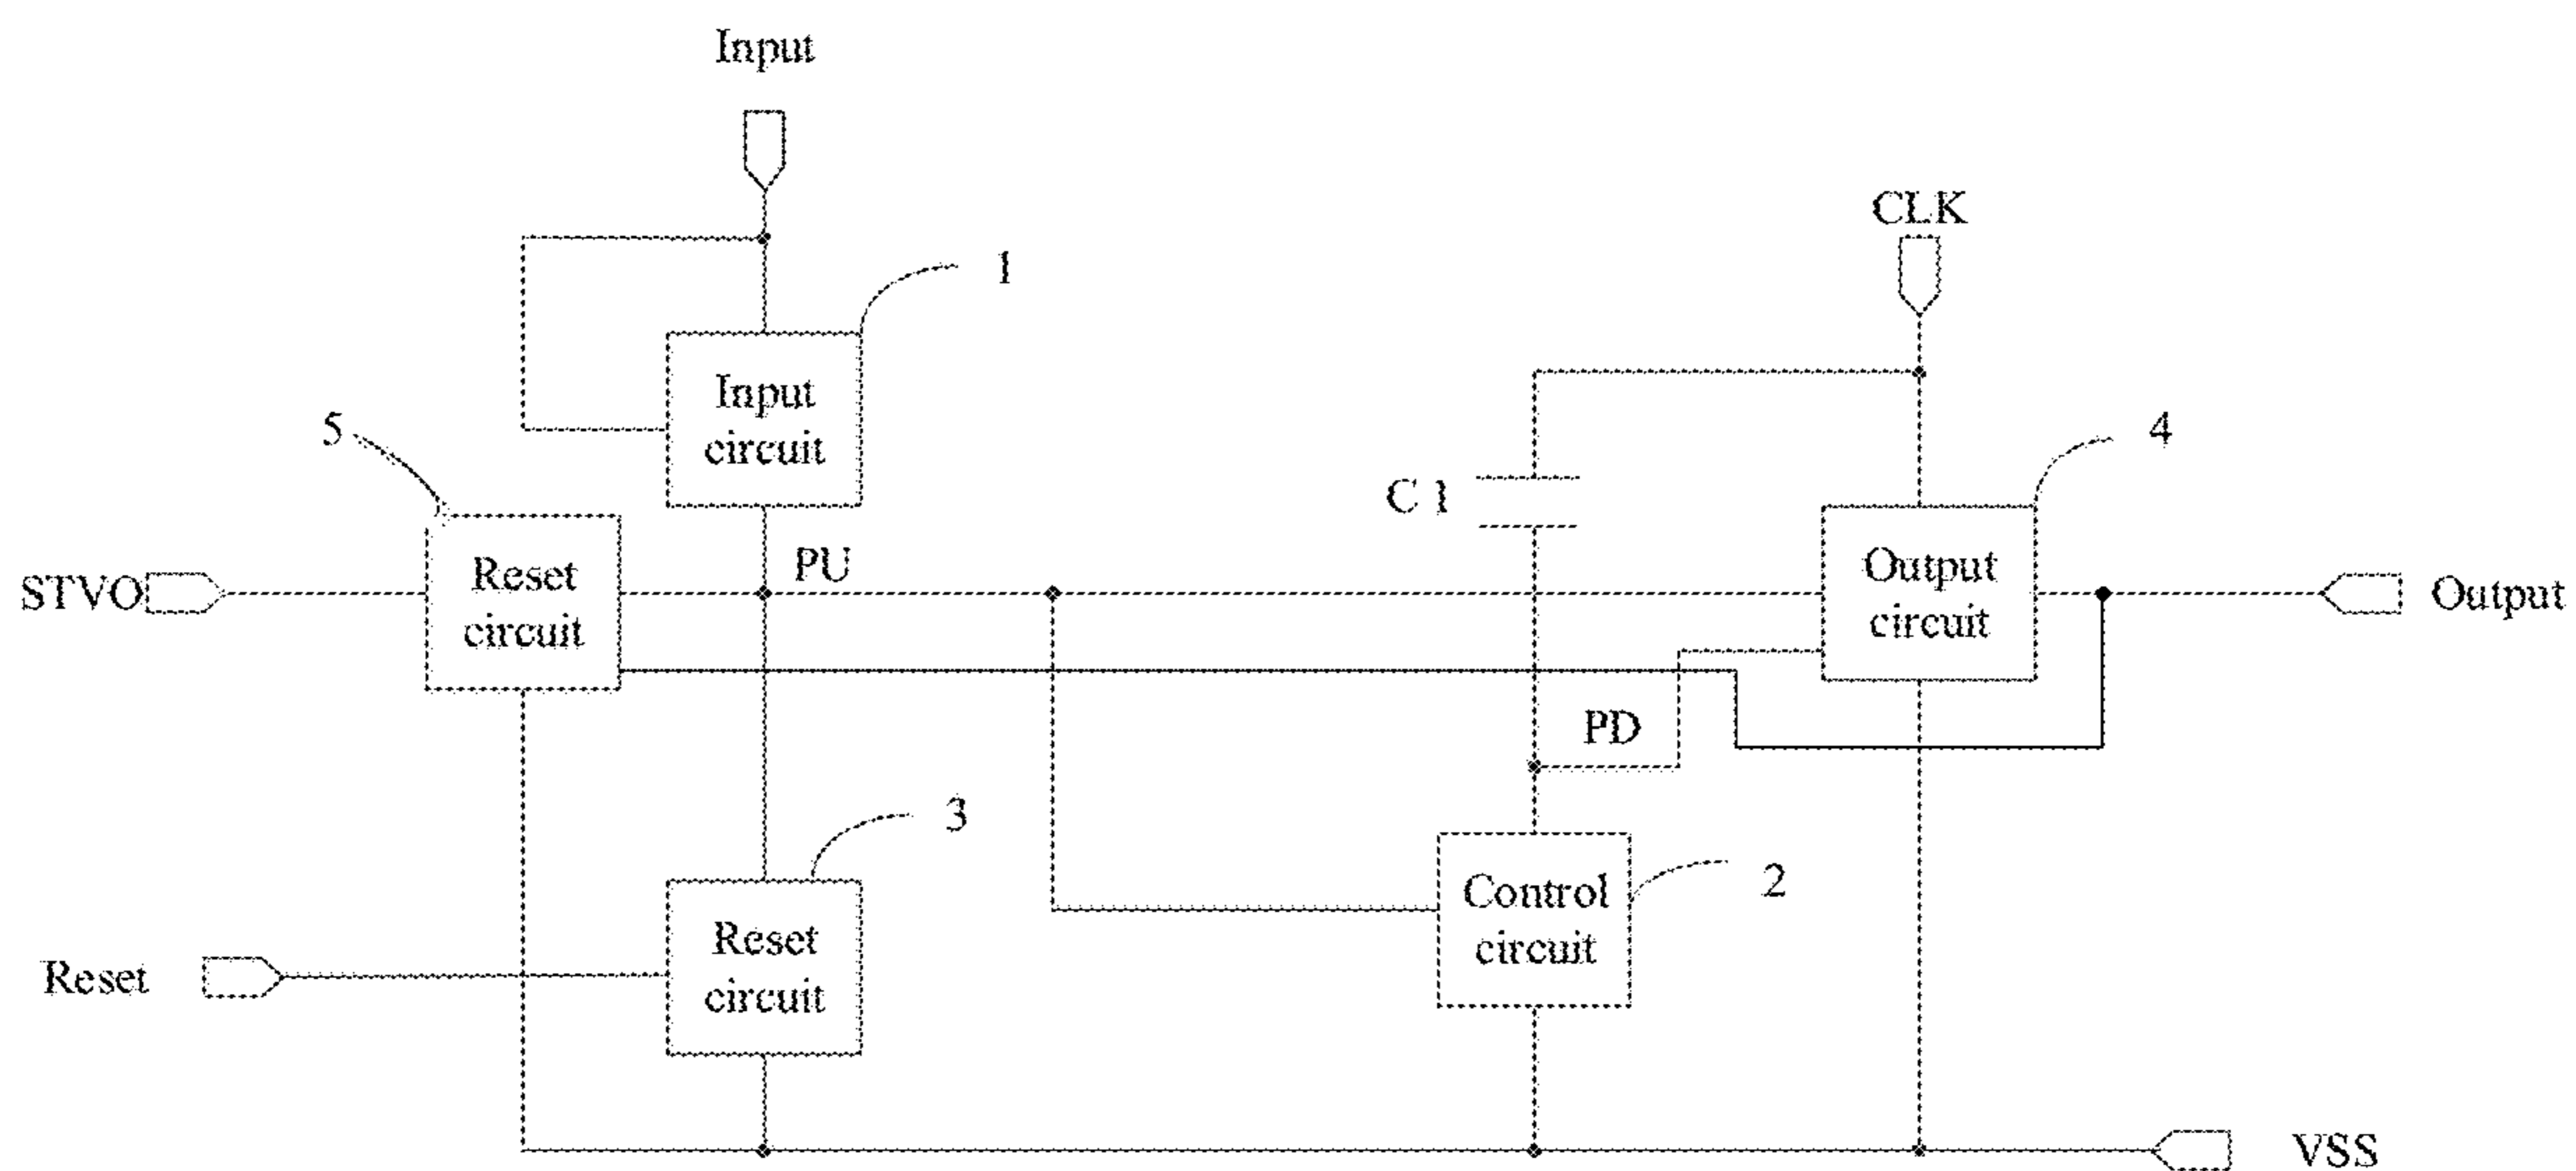 Input
CLK
1
Input
circuit
5
4
C 1
STVO
Reset
circuit
PU
Output
circuit
Output
PD
3
2
Control
circuit
Reset
Reset
circuit
VSS